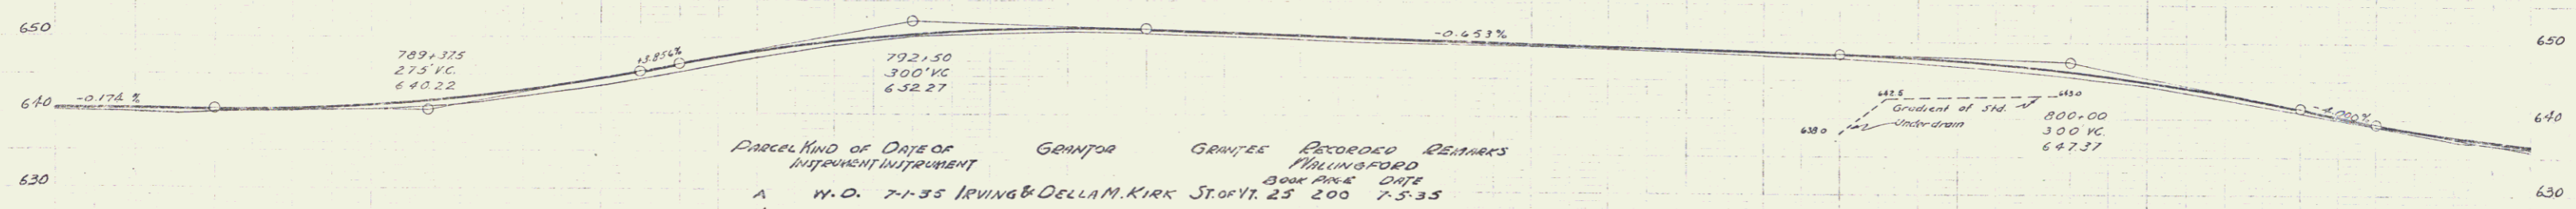 650
640
630
-0.174 %
789+37.5
275' V.C.
640.22
+3.856%
792+50
300' V.C.
652.27
-0.653%
642.5
643.0
Gradient of Std.
Underdrain
638.0
800+00
300' V.C.
647.37
650
640
630
PARCEL KIND OF DATE OF GRANTOR GRANTEE RECORDED REMARKS
INSTRUMENT INSTRUMENT WALLINGFORD
BOOK PAGE DATE
A W.D. 7-1-35 IRVING & DELLA M. KIRK ST. OF VT. 25 200 7-5-35